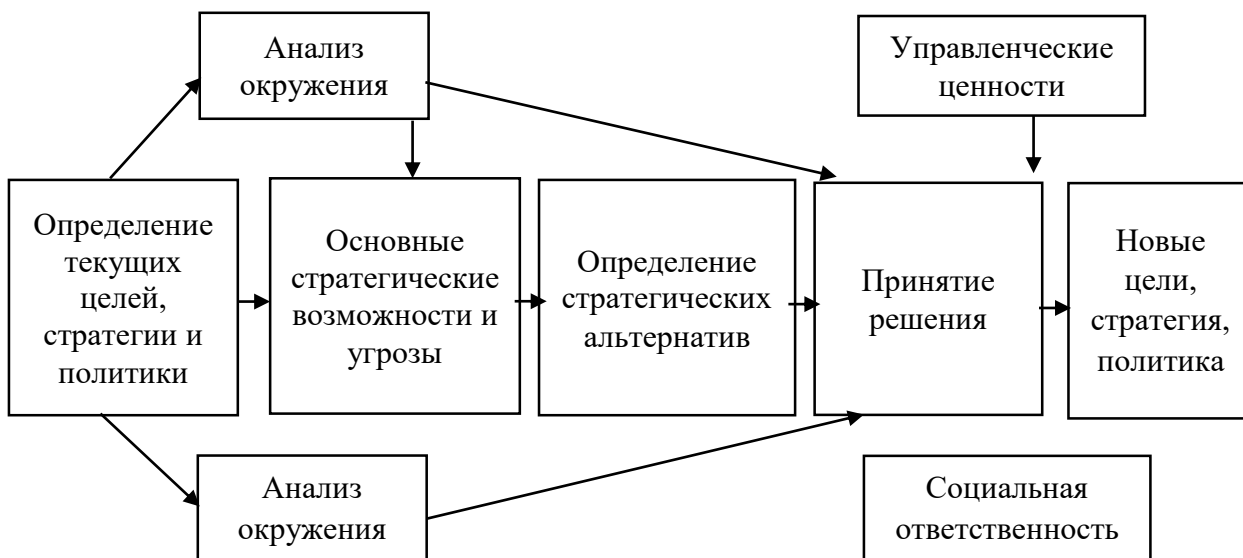 Анализ
окружения
Управленческие
ценности
Определение
текущих
целей,
стратегии и
политики
Основные
стратегические
возможности и
угрозы
Определение
стратегических
альтернатив
Принятие
решения
Новые
цели,
стратегия,
политика
Анализ
окружения
Социальная
ответственность